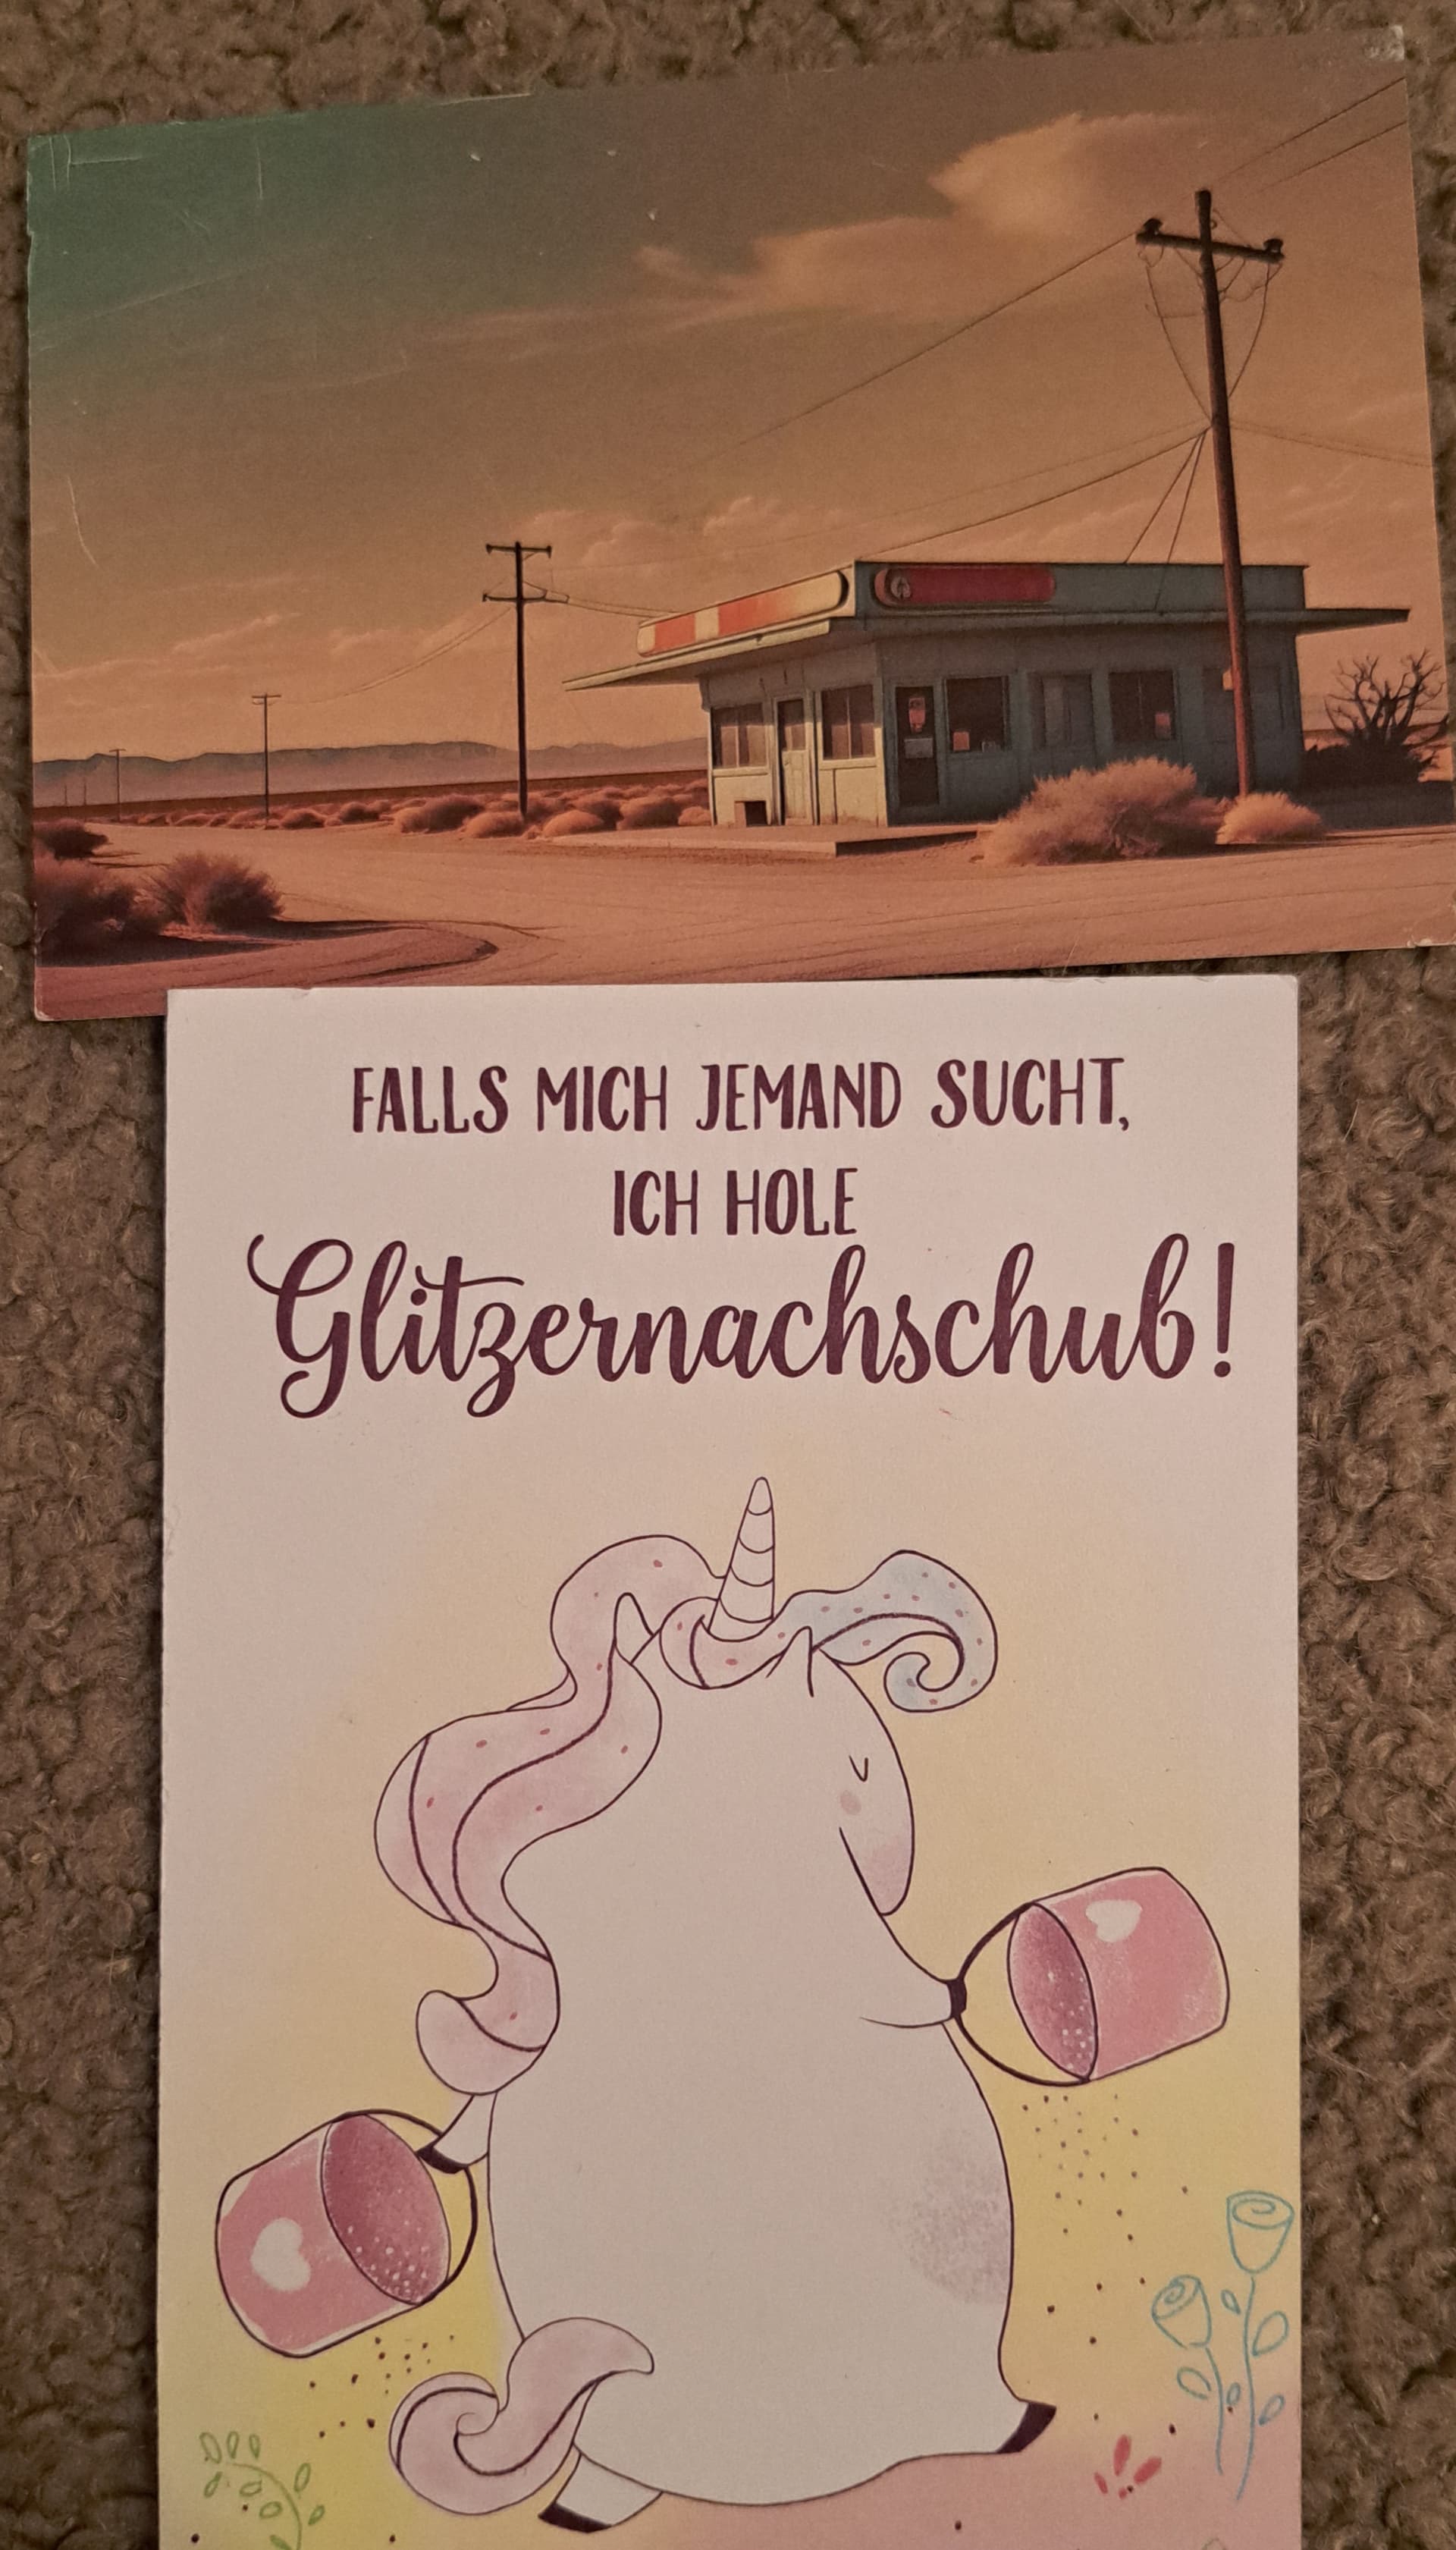 FALLS MICH JEMAND SUCHT,
ICH HOLE
Glitzernachschub!